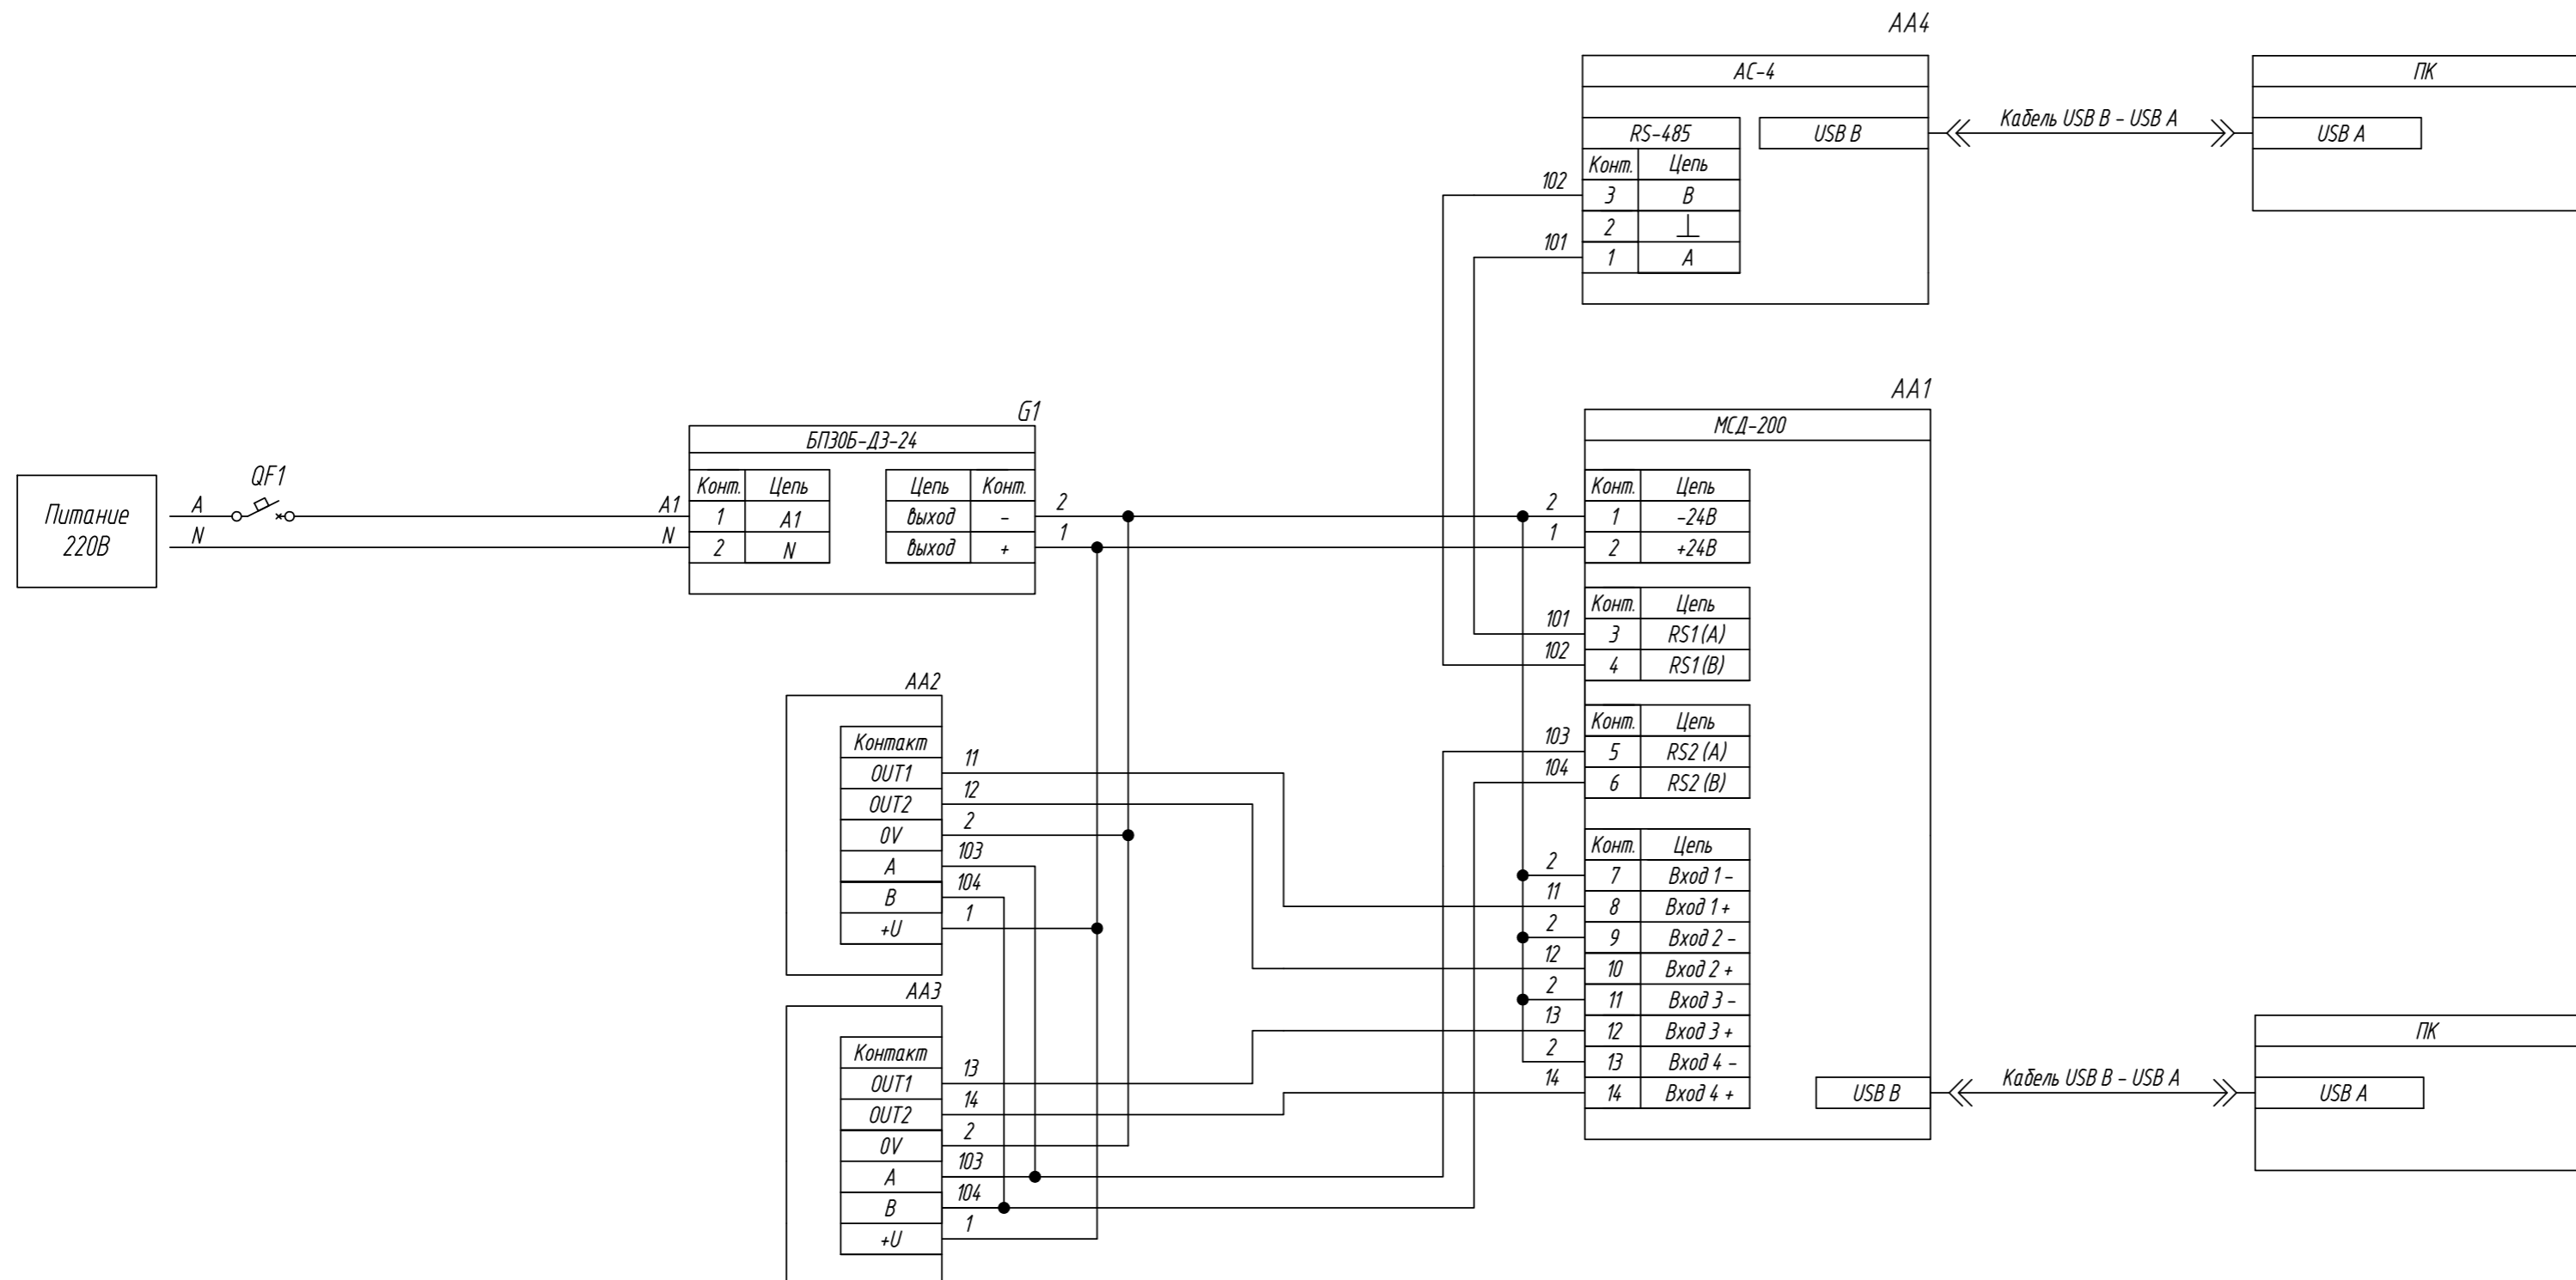 AA4
АС-4
RS-485
USB B
Конт. Цепь
102
3 B
2 ⊥
101
1 A
Кабель USB B - USB A
ПК
USB A
Питание
220В
A
N
QF1
A1
N
G1
БП30Б-Д3-24
Конт. Цепь
1 A1
2 N
Цепь Конт.
выход -
выход +
2
1
AA1
МСД-200
Конт. Цепь
2
1 -24В
1
2 +24В
Конт. Цепь
101
3 RS1(A)
102
4 RS1(B)
Конт. Цепь
103
5 RS2 (A)
104
6 RS2 (B)
Конт. Цепь
2
7 Вход 1 -
11
8 Вход 1 +
2
9 Вход 2 -
12
10 Вход 2 +
2
11 Вход 3 -
13
12 Вход 3 +
2
13 Вход 4 -
14
14 Вход 4 +
USB B
Кабель USB B - USB A
ПК
USB A
AA2
Контакт
OUT1 11
OUT2 12
0V 2
A 103
B 104
+U 1
AA3
Контакт
OUT1 13
OUT2 14
0V 2
A 103
B 104
+U 1